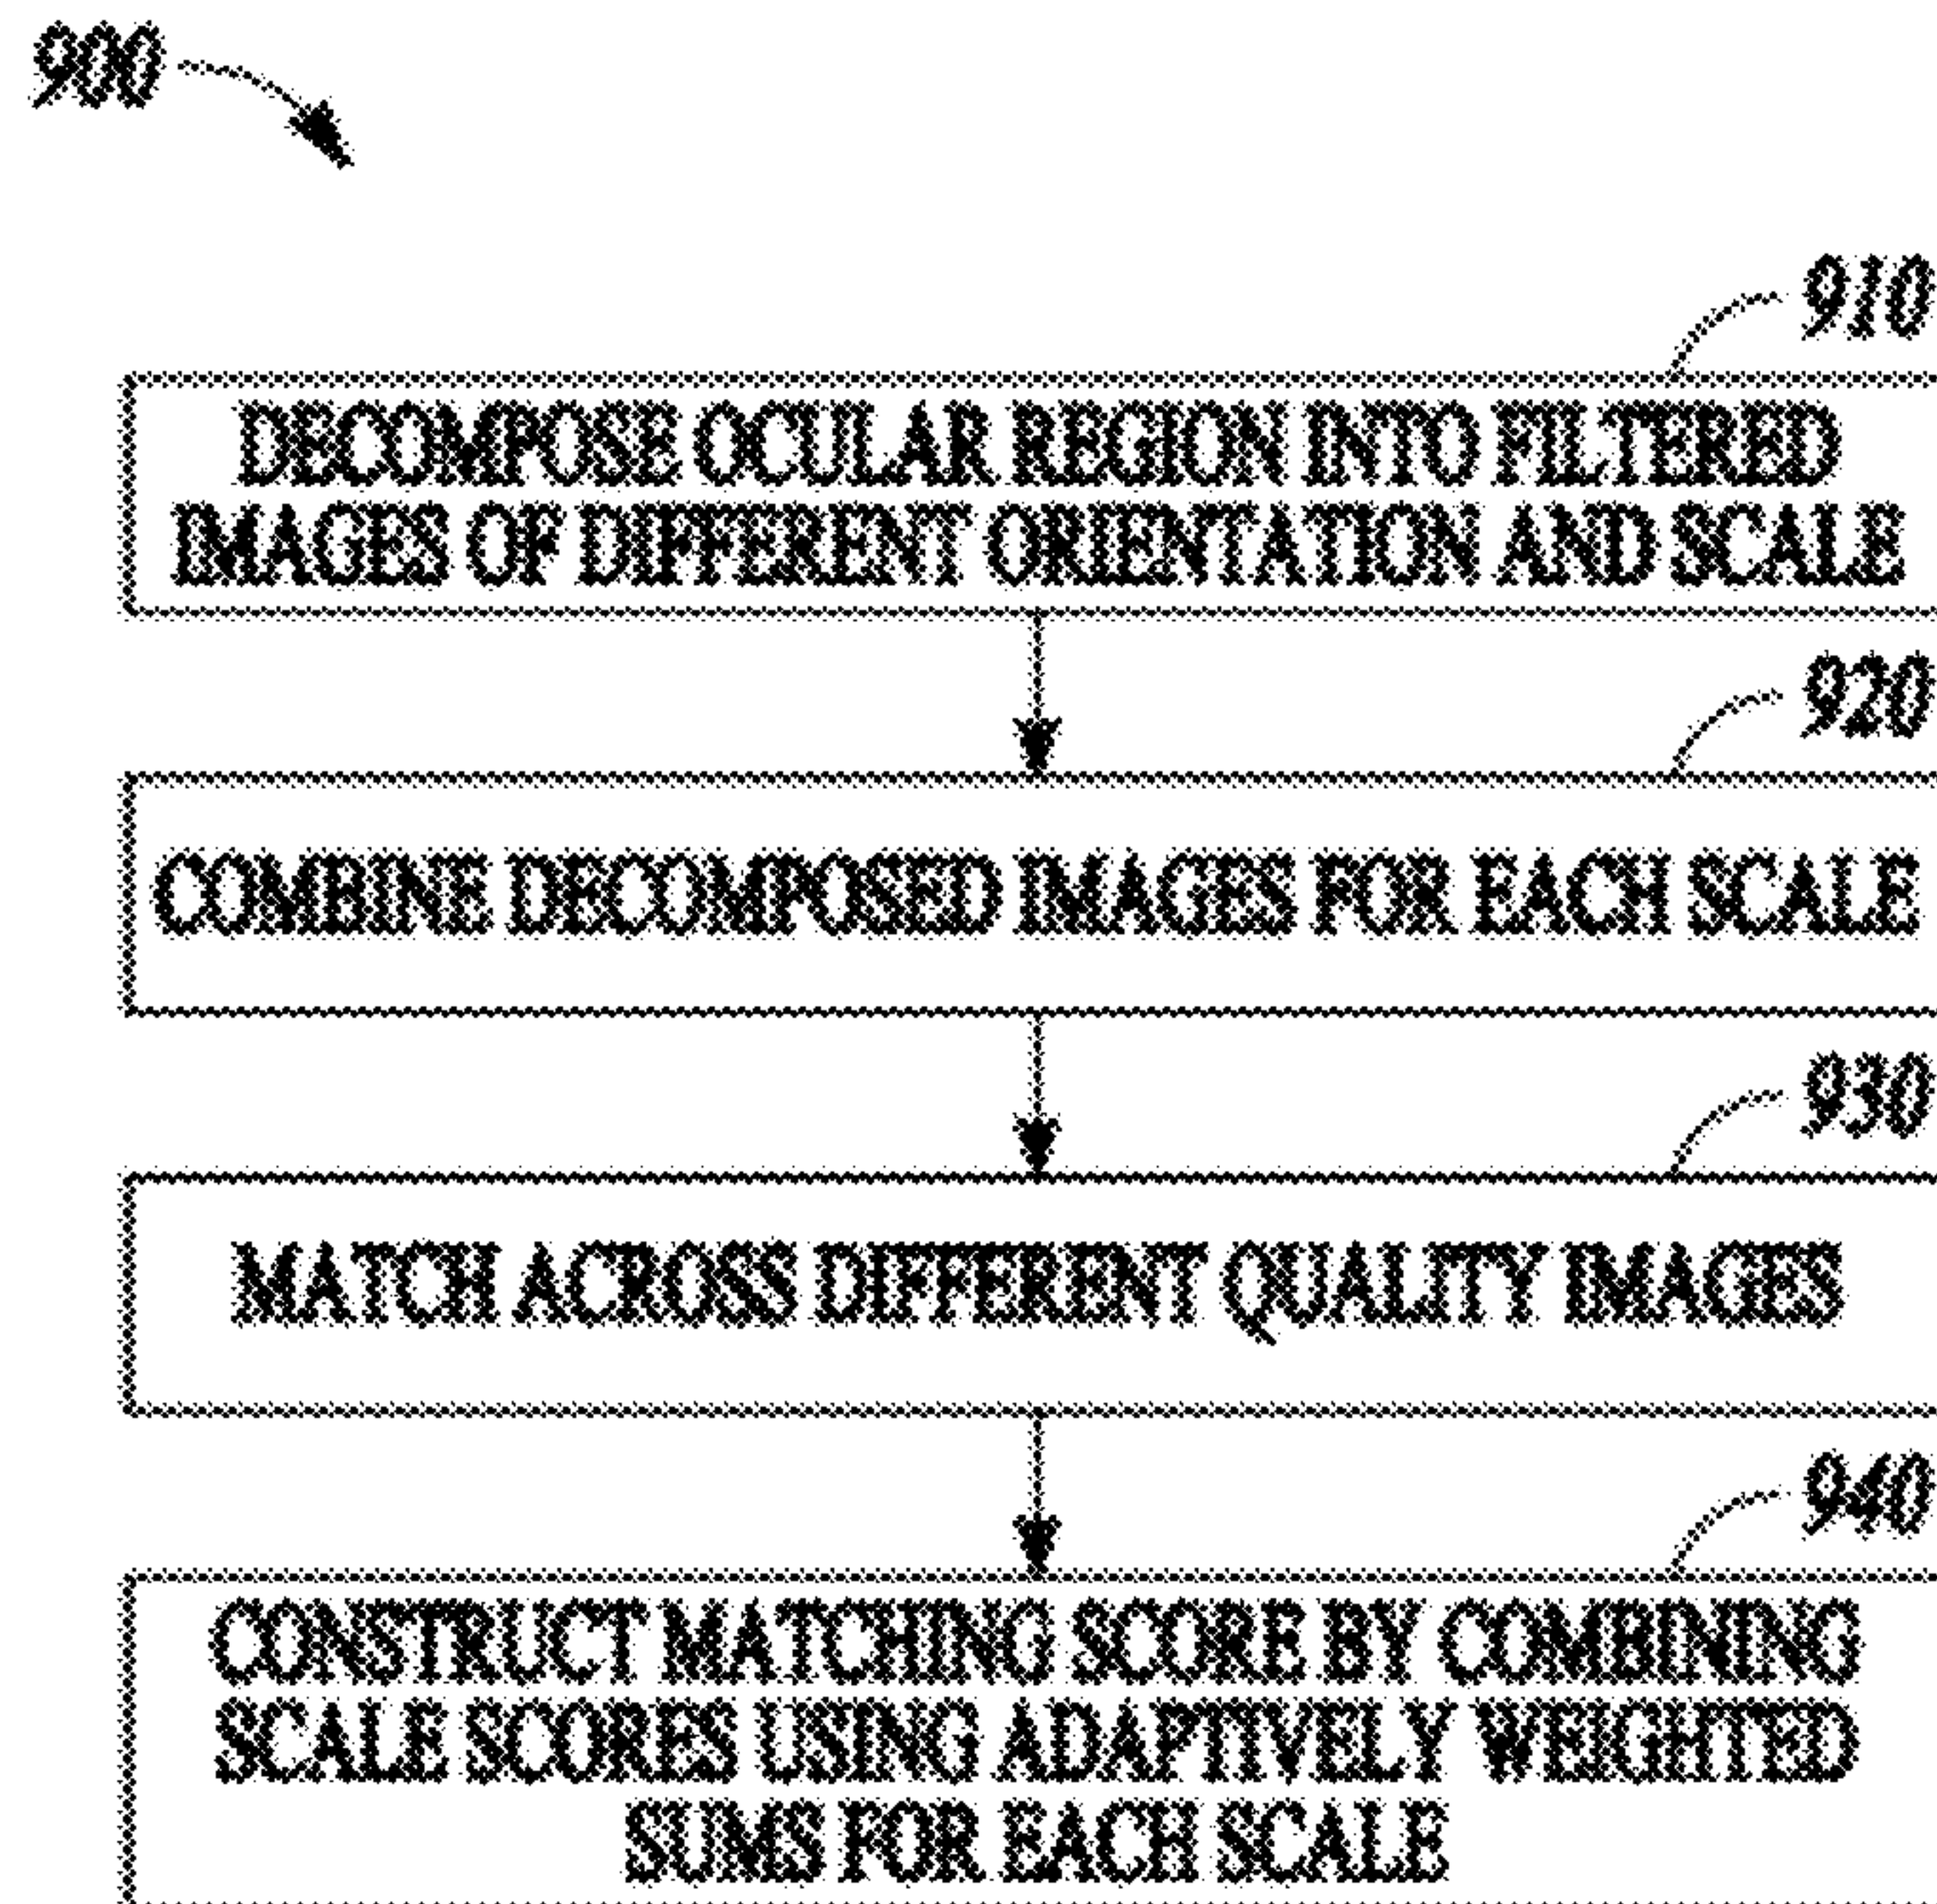 900
910
DECOMPOSE OCULAR REGION INTO FILTERED
IMAGES OF DIFFERENT ORIENTATION AND SCALE
920
COMBINE DECOMPOSED IMAGES FOR EACH SCALE
930
MATCH ACROSS DIFFERENT QUALITY IMAGES
940
CONSTRUCT MATCHING SCORE BY COMBINING
SCALE SCORES USING ADAPTIVELY WEIGHTED
SUMS FOR EACH SCALE